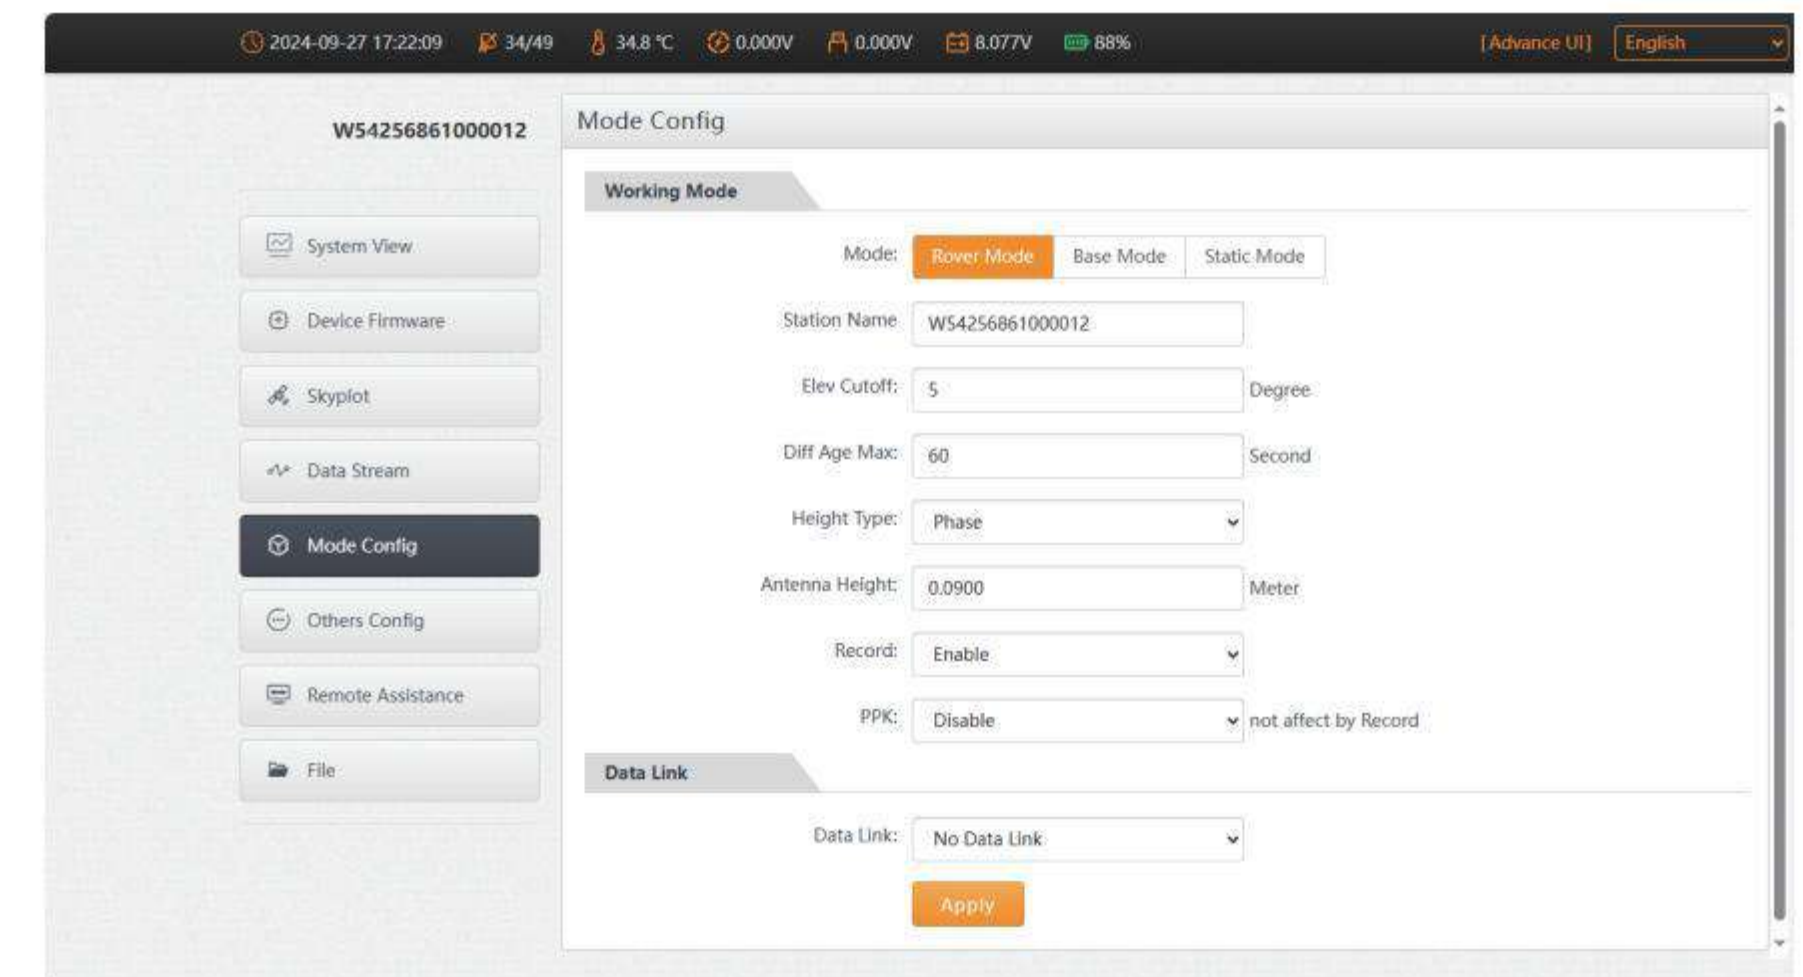 2024-09-27 17:22:09 34/49 34.8 °C 0.000V 0.000V 8.077V 88% [Advance UI] English
W54256861000012
System View
Device Firmware
Skyplot
Data Stream
Mode Config
Others Config
Remote Assistance
File
Mode Config
Working Mode
Mode: Rover Mode Base Mode Static Mode
Station Name W54256861000012
Elev Cutoff: 5 Degree
Diff Age Max: 60 Second
Height Type: Phase
Antenna Height: 0.0900 Meter
Record: Enable
PPK: Disable not affect by Record
Data Link
Data Link: No Data Link
Apply